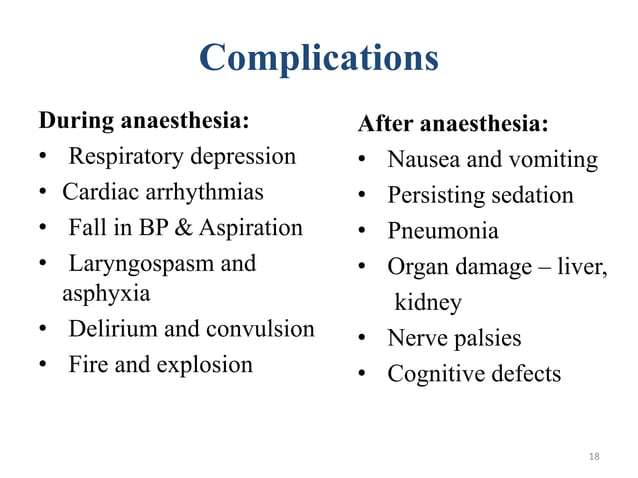 Complications
During anaesthesia:
• Respiratory depression
• Cardiac arrhythmias
• Fall in BP & Aspiration
• Laryngospasm and
asphyxia
• Delirium and convulsion
• Fire and explosion
After anaesthesia:
• Nausea and vomiting
• Persisting sedation
• Pneumonia
• Organ damage – liver,
kidney
• Nerve palsies
• Cognitive defects
18